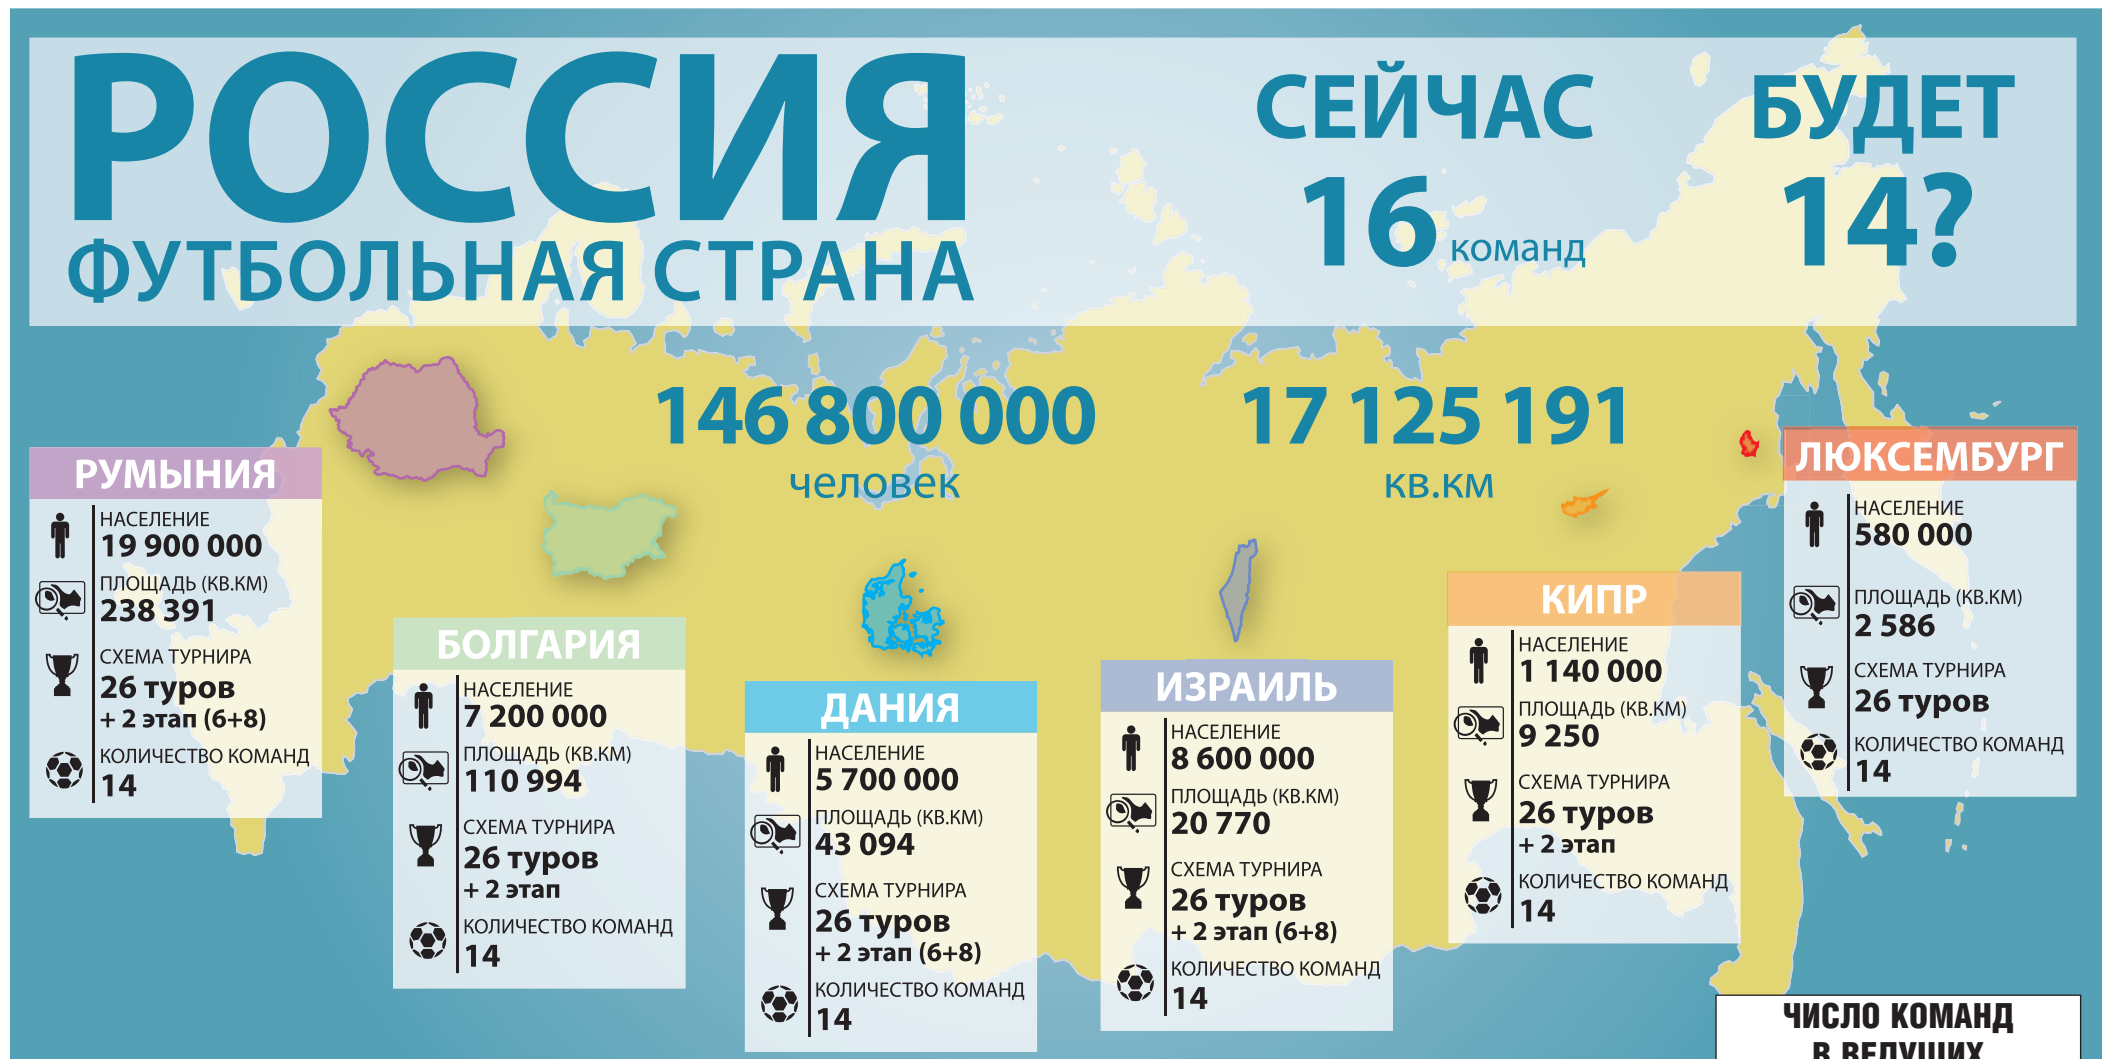 РОССИЯ
ФУТБОЛЬНАЯ СТРАНА
СЕЙЧАС
16 команд
БУДЕТ
14?
146 800 000
человек
17 125 191
кв.км
РУМЫНИЯ
НАСЕЛЕНИЕ
19 900 000
ПЛОЩАДЬ (КВ.КМ)
238 391
СХЕМА ТУРНИРА
26 туров
+ 2 этап (6+8)
КОЛИЧЕСТВО КОМАНД
14
БОЛГАРИЯ
НАСЕЛЕНИЕ
7 200 000
ПЛОЩАДЬ (КВ.КМ)
110 994
СХЕМА ТУРНИРА
26 туров
+ 2 этап
КОЛИЧЕСТВО КОМАНД
14
ДАНИЯ
НАСЕЛЕНИЕ
5 700 000
ПЛОЩАДЬ (КВ.КМ)
43 094
СХЕМА ТУРНИРА
26 туров
+ 2 этап (6+8)
КОЛИЧЕСТВО КОМАНД
14
ИЗРАИЛЬ
НАСЕЛЕНИЕ
8 600 000
ПЛОЩАДЬ (КВ.КМ)
20 770
СХЕМА ТУРНИРА
26 туров
+ 2 этап (6+8)
КОЛИЧЕСТВО КОМАНД
14
КИПР
НАСЕЛЕНИЕ
1 140 000
ПЛОЩАДЬ (КВ.КМ)
9 250
СХЕМА ТУРНИРА
26 туров
+ 2 этап
КОЛИЧЕСТВО КОМАНД
14
ЛЮКСЕМБУРГ
НАСЕЛЕНИЕ
580 000
ПЛОЩАДЬ (КВ.КМ)
2 586
СХЕМА ТУРНИРА
26 туров
КОЛИЧЕСТВО КОМАНД
14
ЧИСЛО КОМАНД
В ВЕДУЩИХ